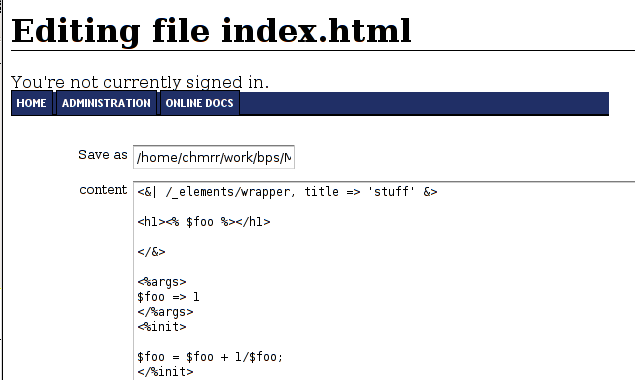 Editing file index.html
You're not currently signed in.
HOME ADMINISTRATION ONLINE DOCS
Save as /home/chmrr/work/bps/M
content
<&| /_elements/wrapper, title => 'stuff' &>
<h1><% $foo %></h1>
</&>
<%args>
$foo => 1
</%args>
<%init>
$foo = $foo + 1/$foo;
</%init>